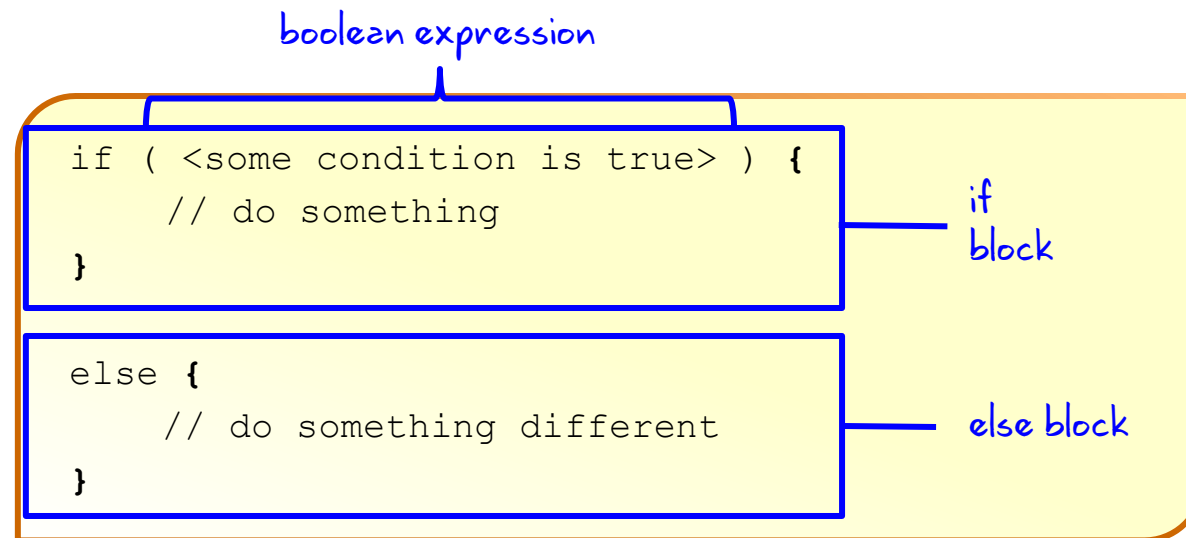 boolean expression
if ( <some condition is true> ) {
// do something
}
if
block
else {
// do something different
}
else block